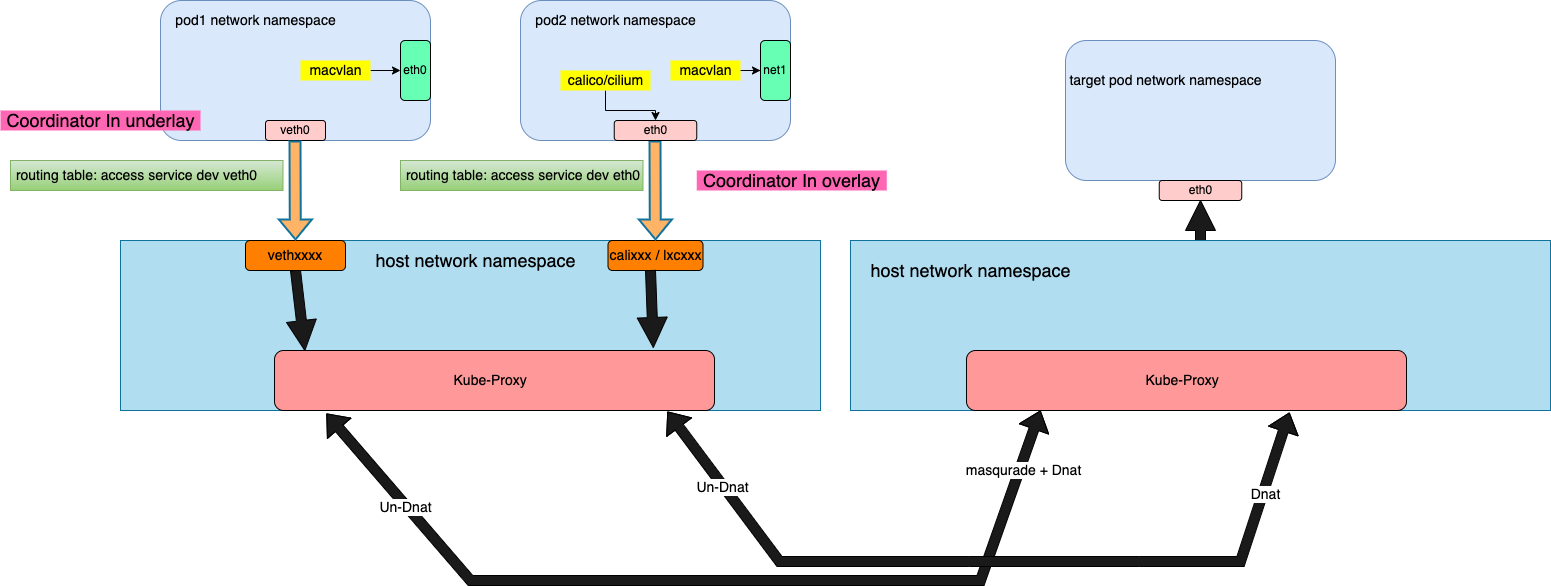 pod1 network namespace
pod2 network namespace
macvlan
eth0
macvlan
net1
calico/cilium
target pod network namespace
Coordinator In underlay
veth0
eth0
routing table: access service dev veth0
routing table: access service dev eth0
Coordinator In overlay
eth0
vethxxxx
host network namespace
calixxx / lxcxxx
host network namespace
Kube-Proxy
Kube-Proxy
masqurade + Dnat
Un-Dnat
Dnat
Un-Dnat